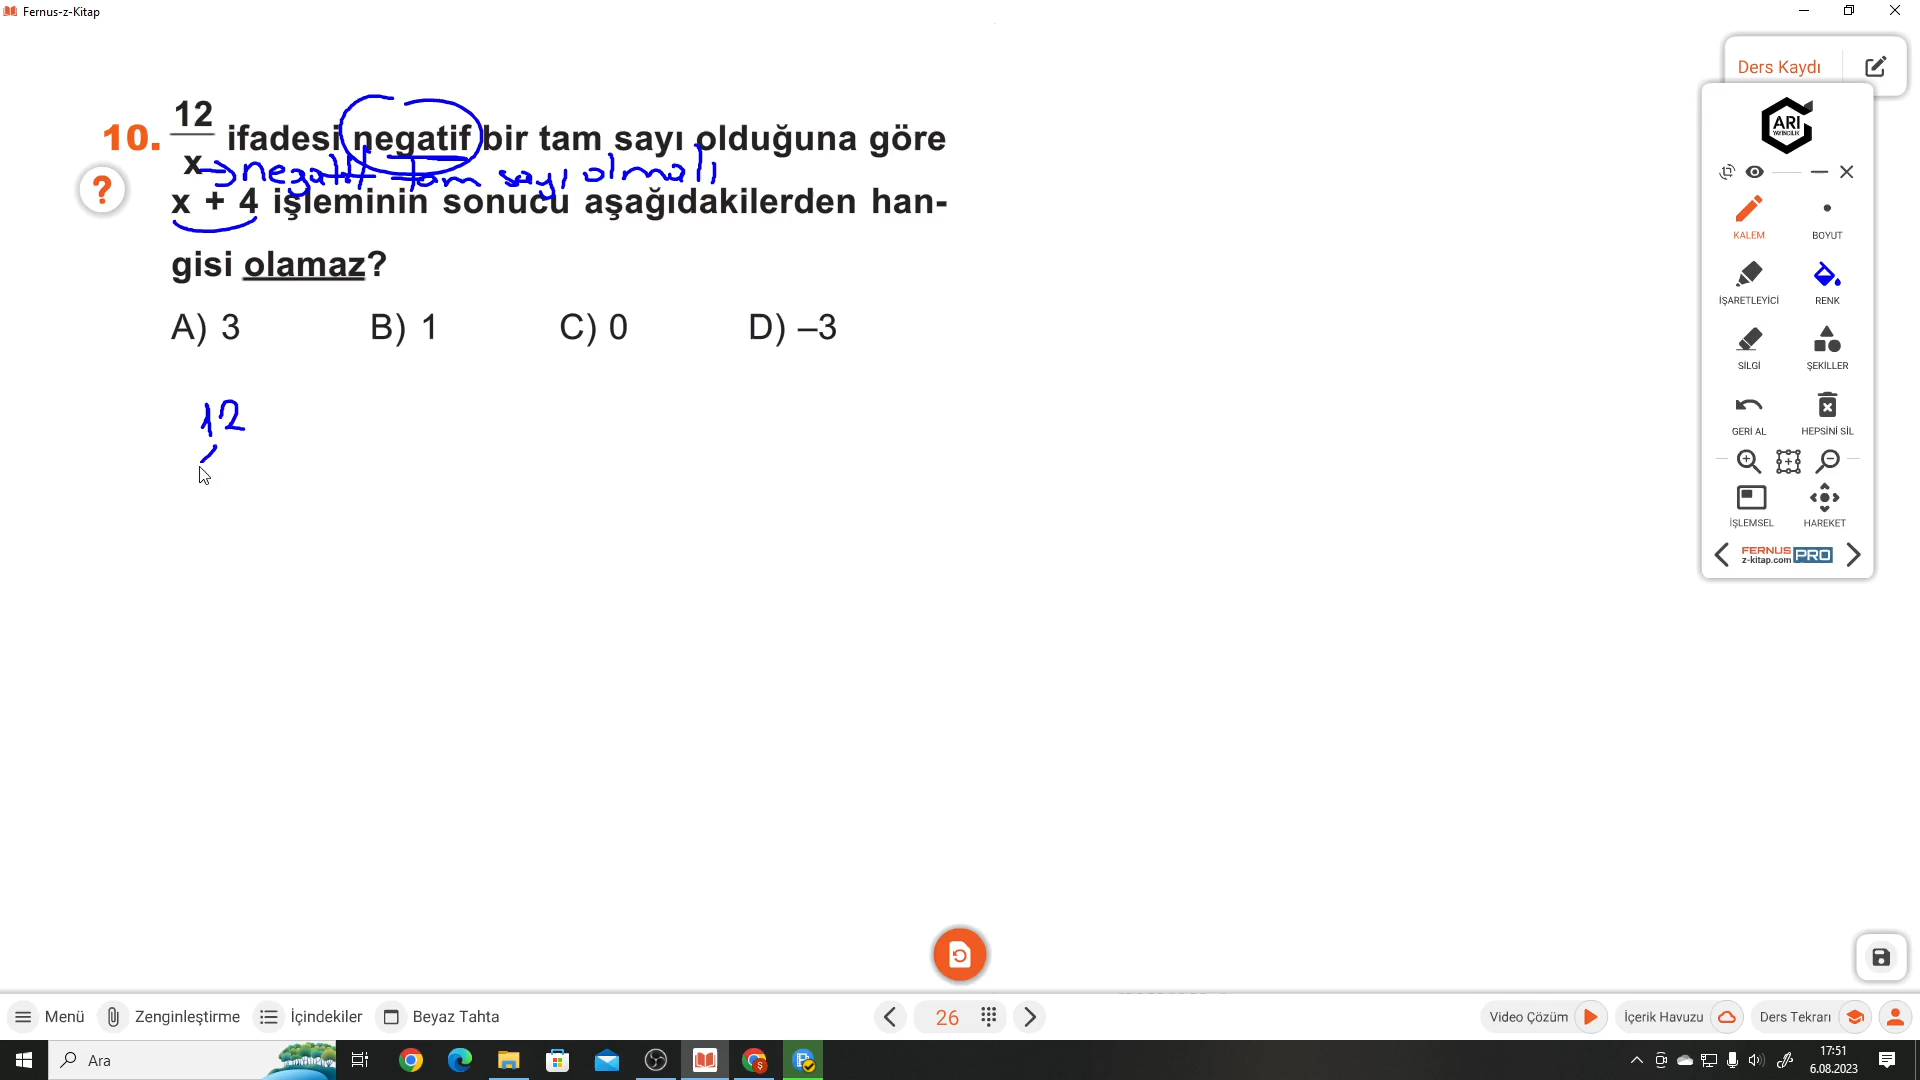 Fernus-z-Kitap
Ders Kaydı
10. 12/x ifadesi negatif bir tam sayı olduğuna göre
→ negatif tam sayı olmalı
?
x + 4 işleminin sonucu aşağıdakilerden han-
gisi olamaz?
A) 3 B) 1 C) 0 D) –3
12
ARI
YAYINCILIK
KALEM BOYUT
İŞARETLEYİCİ RENK
SİLGİ ŞEKİLLER
GERİ AL HEPSİNİ SİL
İŞLEMSEL HAREKET
FERNUS PRO
z-kitap.com
Menü Zenginleştirme İçindekiler Beyaz Tahta 26 Video Çözüm İçerik Havuzu Ders Tekrarı
Ara
17:51
6.08.2023